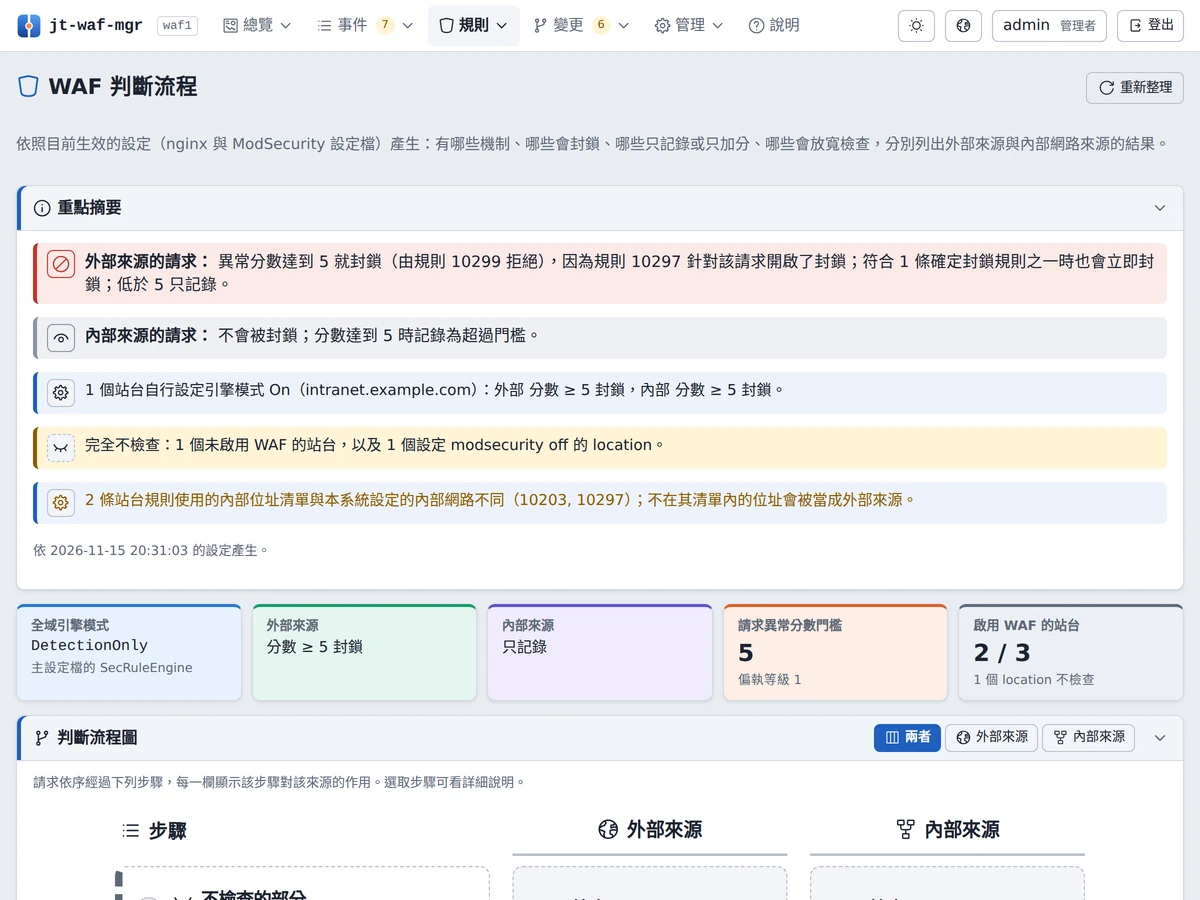 jt-waf-mgr waf1 總覽 事件 7 規則 變更 6 管理 說明 admin 管理者 登出
WAF 判斷流程
重新整理
依照目前生效的設定（nginx 與 ModSecurity 設定檔）產生：有哪些機制、哪些會封鎖、哪些只記錄或只加分、哪些會放寬檢查，分別列出外部來源與內部網路來源的結果。
重點摘要
外部來源的請求： 異常分數達到 5 就封鎖（由規則 10299 拒絕），因為規則 10297 針對該請求開啟了封鎖；符合 1 條確定封鎖規則之一時也會立即封
鎖；低於 5 只記錄。
內部來源的請求： 不會被封鎖；分數達到 5 時記錄為超過門檻。
1 個站台自行設定引擎模式 On（intranet.example.com）：外部 分數 ≥ 5 封鎖，內部 分數 ≥ 5 封鎖。
完全不檢查：1 個未啟用 WAF 的站台，以及 1 個設定 modsecurity off 的 location。
2 條站台規則使用的內部位址清單與本系統設定的內部網路不同（10203, 10297）；不在其清單內的位址會被當成外部來源。
依 2026-11-15 20:31:03 的設定產生。
全域引擎模式
DetectionOnly
主設定檔的 SecRuleEngine
外部來源
分數 ≥ 5 封鎖
內部來源
只記錄
請求異常分數門檻
5
偏執等級 1
啟用 WAF 的站台
2 / 3
1 個 location 不檢查
判斷流程圖
兩者 外部來源 內部來源
請求依序經過下列步驟，每一欄顯示該步驟對該來源的作用。選取步驟可看詳細說明。
步驟 外部來源 內部來源
不檢查的部分